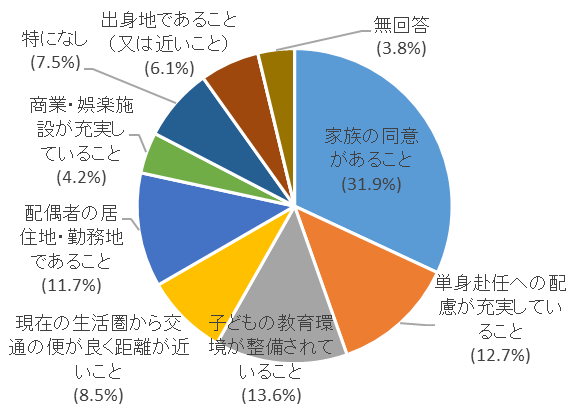 家族の同意
があること
(31.9%)
単身赴任への配
慮が充実してい
ること
(12.7%)
子どもの教育環
境が整備されて
いること
(13.6%)
現在の生活圏から交
通の便が良く距離が近
いこと
(8.5%)
配偶者の居
住地・勤務地
であること
(11.7%)
商業・娯楽施
設が充実し
ていること
(4.2%)
特になし
(7.5%)
出身地であること
（又は近いこと）
(6.1%)
無回答
(3.8%)